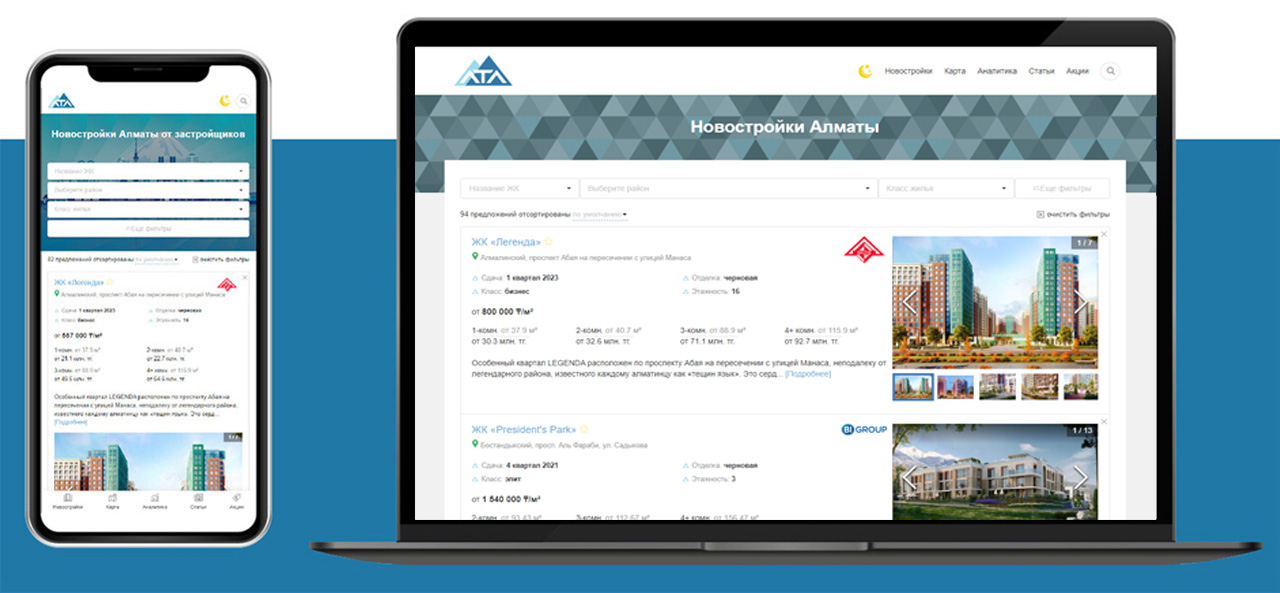 АТА
Новостройки Алматы от застройщиков
Название ЖК
Выберите район
Класс жилья
Еще фильтры
82 предложений отсортированы по умолчанию
очистить фильтры
ЖК «Легенда»
Алмалинский, проспект Абая на пересечении с улицей Манаса
Сдача: 1 квартал 2023 Отделка: черновая
Класс: бизнес Этажность: 16
от 567 000 ₸/м²
1-комн. от 37.9 м² 2-комн. от 40.7 м²
от 21.1 млн. тг. от 22.7 млн. тг.
3-комн. от 88.9 м² 4+ комн. от 115.9 м²
от 49.5 млн. тг. от 64.6 млн. тг.
Особенный квартал LEGENDA расположен по проспекту Абая на
пересечении с улицей Манаса, неподалеку от легендарного района,
известного каждому алматинцу как «тещин язык». Это серд...
[Подробнее]
1 / 7
Новостройки Карта Аналитика Статьи Акции
АТА
Новостройки Карта Аналитика Статьи Акции
Новостройки Алматы
Название ЖК Выберите район Класс жилья Еще фильтры
94 предложений отсортированы по умолчанию очистить фильтры
ЖК «Легенда»
Алмалинский, проспект Абая на пересечении с улицей Манаса
Сдача: 1 квартал 2023 Отделка: черновая
Класс: бизнес Этажность: 16
от 800 000 ₸/м²
1-комн. от 37.9 м² 2-комн. от 40.7 м² 3-комн. от 88.9 м² 4+ комн. от 115.9 м²
от 30.3 млн. тг. от 32.6 млн. тг. от 71.1 млн. тг. от 92.7 млн. тг.
Особенный квартал LEGENDA расположен по проспекту Абая на пересечении с улицей Манаса, неподалеку от
легендарного района, известного каждому алматинцу как «тещин язык». Это серд... [Подробнее]
1 / 7
ЖК «President's Park»
BI GROUP
Бостандыкский, просп. Аль Фараби, ул. Садыкова
Сдача: 4 квартал 2021 Отделка: черновая
Класс: элит Этажность: 3
от 1 540 000 ₸/м²
2-комн. от 93.43 м² 3-комн. от 112.67 м² 4+ комн. от 156.47 м²
1 / 13